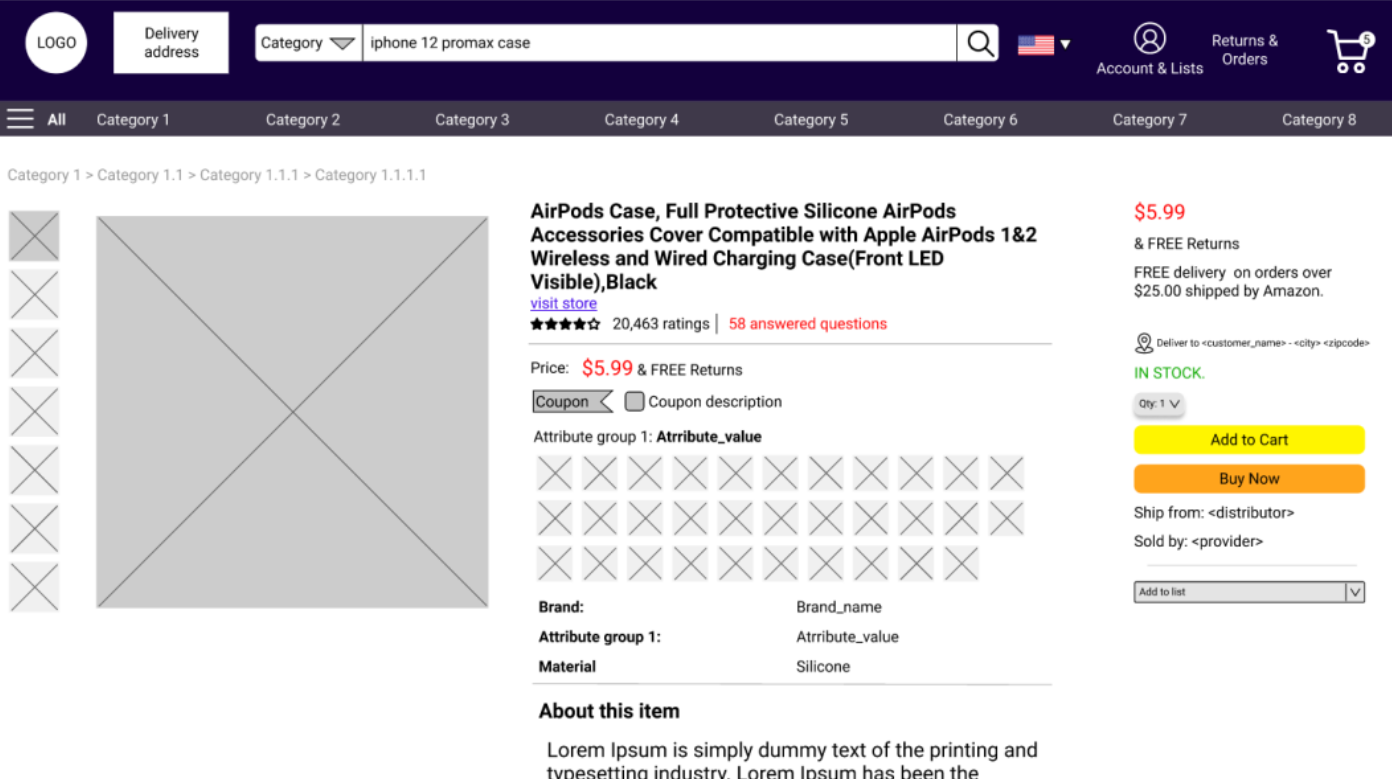 LOGO
Delivery
address
Category
iphone 12 promax case
Account & Lists
Returns &
Orders
5
All
Category 1
Category 2
Category 3
Category 4
Category 5
Category 6
Category 7
Category 8
Category 1 > Category 1.1 > Category 1.1.1 > Category 1.1.1.1
AirPods Case, Full Protective Silicone AirPods
Accessories Cover Compatible with Apple AirPods 1&2
Wireless and Wired Charging Case(Front LED
Visible),Black
visit store
20,463 ratings
58 answered questions
Price: $5.99 & FREE Returns
Coupon
Coupon description
Attribute group 1: Atrribute_value
Brand: Brand_name
Attribute group 1: Atrribute_value
Material Silicone
About this item
Lorem Ipsum is simply dummy text of the printing and
typesetting industry. Lorem Ipsum has been the
$5.99
& FREE Returns
FREE delivery on orders over
$25.00 shipped by Amazon.
Deliver to <customer_name> - <city> <zipcode>
IN STOCK.
Qty: 1
Add to Cart
Buy Now
Ship from: <distributor>
Sold by: <provider>
Add to list